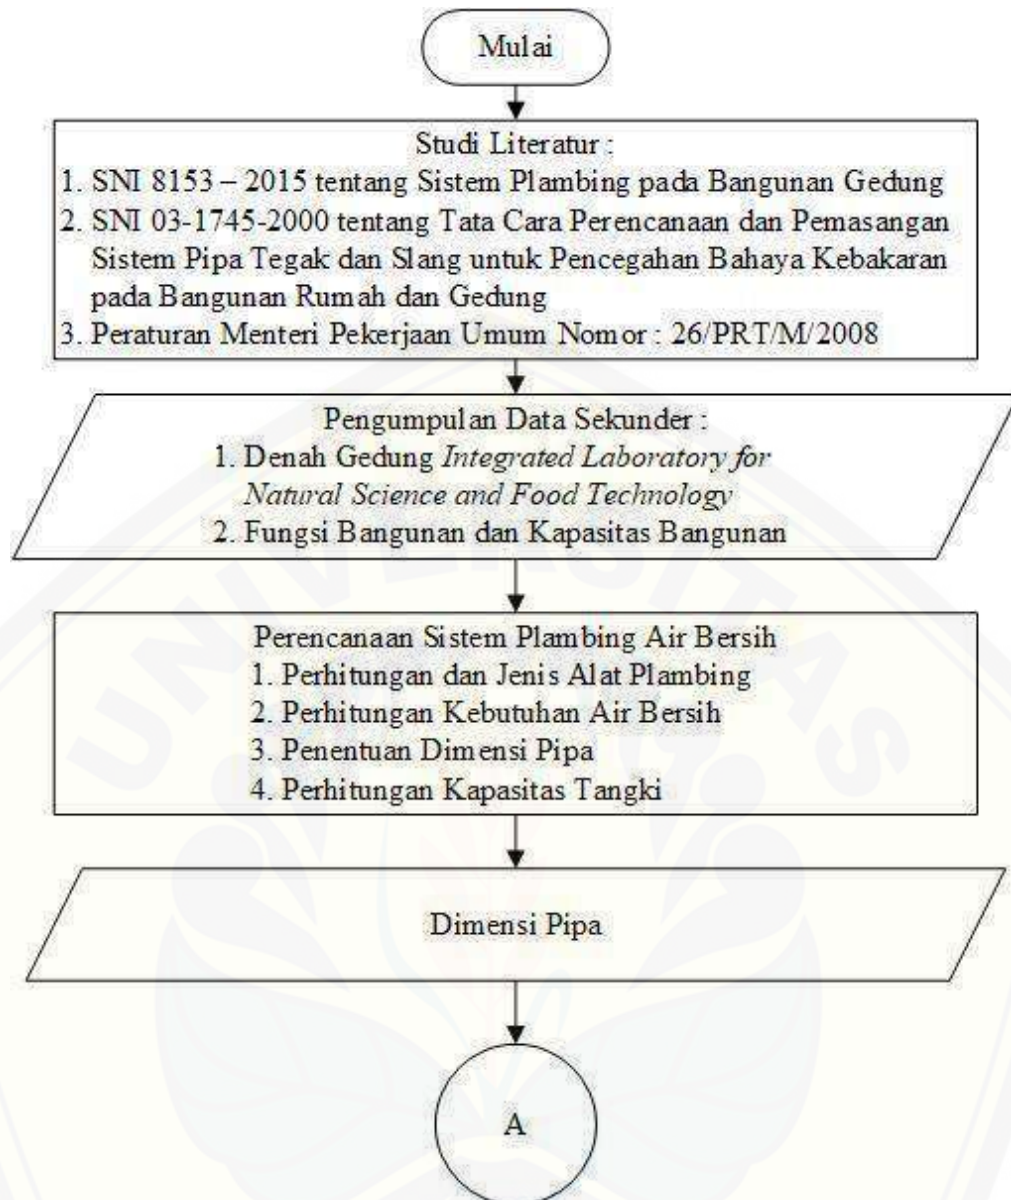 Mulai
Studi Literatur :
1. SNI 8153 – 2015 tentang Sistem Plambing pada Bangunan Gedung
2. SNI 03-1745-2000 tentang Tata Cara Perencanaan dan Pemasangan
Sistem Pipa Tegak dan Slang untuk Pencegahan Bahaya Kebakaran
pada Bangunan Rumah dan Gedung
3. Peraturan Menteri Pekerjaan Umum Nomor : 26/PRT/M/2008
Pengumpulan Data Sekunder :
1. Denah Gedung Integrated Laboratory for
Natural Science and Food Technology
2. Fungsi Bangunan dan Kapasitas Bangunan
UNIVERSITAS
Perencanaan Sistem Plambing Air Bersih
1. Perhitungan dan Jenis Alat Plambing
2. Perhitungan Kebutuhan Air Bersih
3. Penentuan Dimensi Pipa
4. Perhitungan Kapasitas Tangki
Dimensi Pipa
A